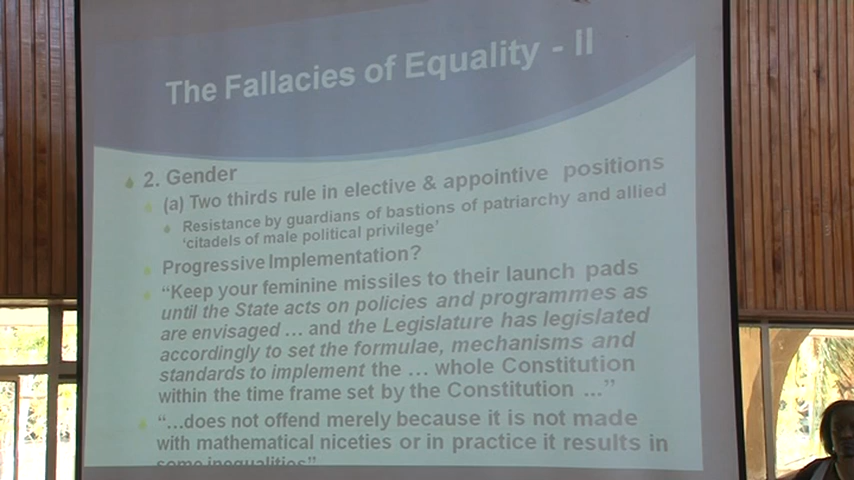 The Fallacies of Equality - II
2. Gender
(a) Two thirds rule in elective & appointive positions
Resistance by guardians of bastions of patriarchy and allied
'citadels of male political privilege'
Progressive Implementation?
"Keep your feminine missiles to their launch pads
until the State acts on policies and programmes as
are envisaged ... and the Legislature has legislated
accordingly to set the formulae, mechanisms and
standards to implement the ... whole Constitution
within the time frame set by the Constitution ..."
"...does not offend merely because it is not made
with mathematical niceties or in practice it results in
some inequalities"